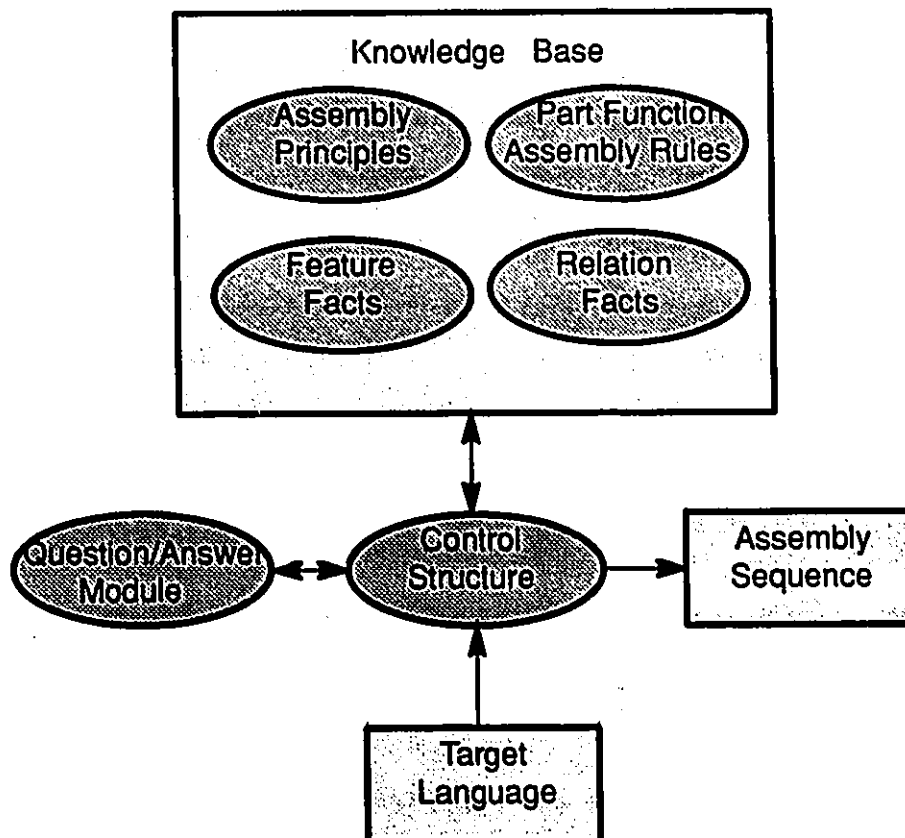 Knowledge Base
Assembly
Principles
Part Function
Assembly Rules
Feature
Facts
Relation
Facts
Question/Answer
Module
Control
Structure
Assembly
Sequence
Target
Language